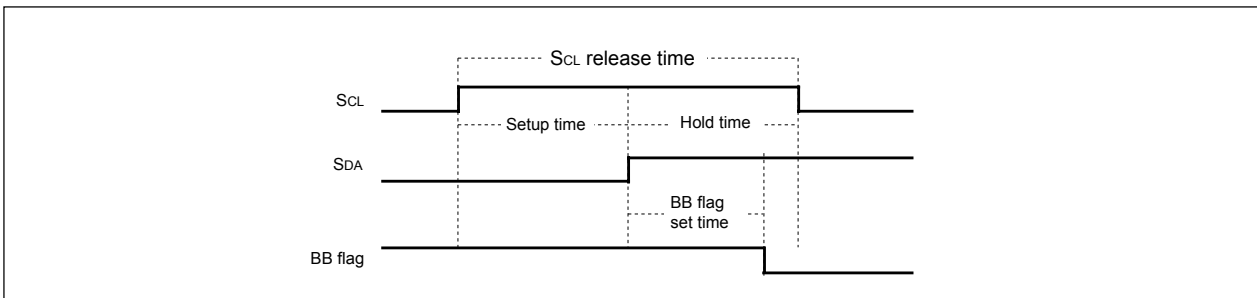 SCL release time
SCL
Setup time
Hold time
SDA
BB flag
set time
BB flag